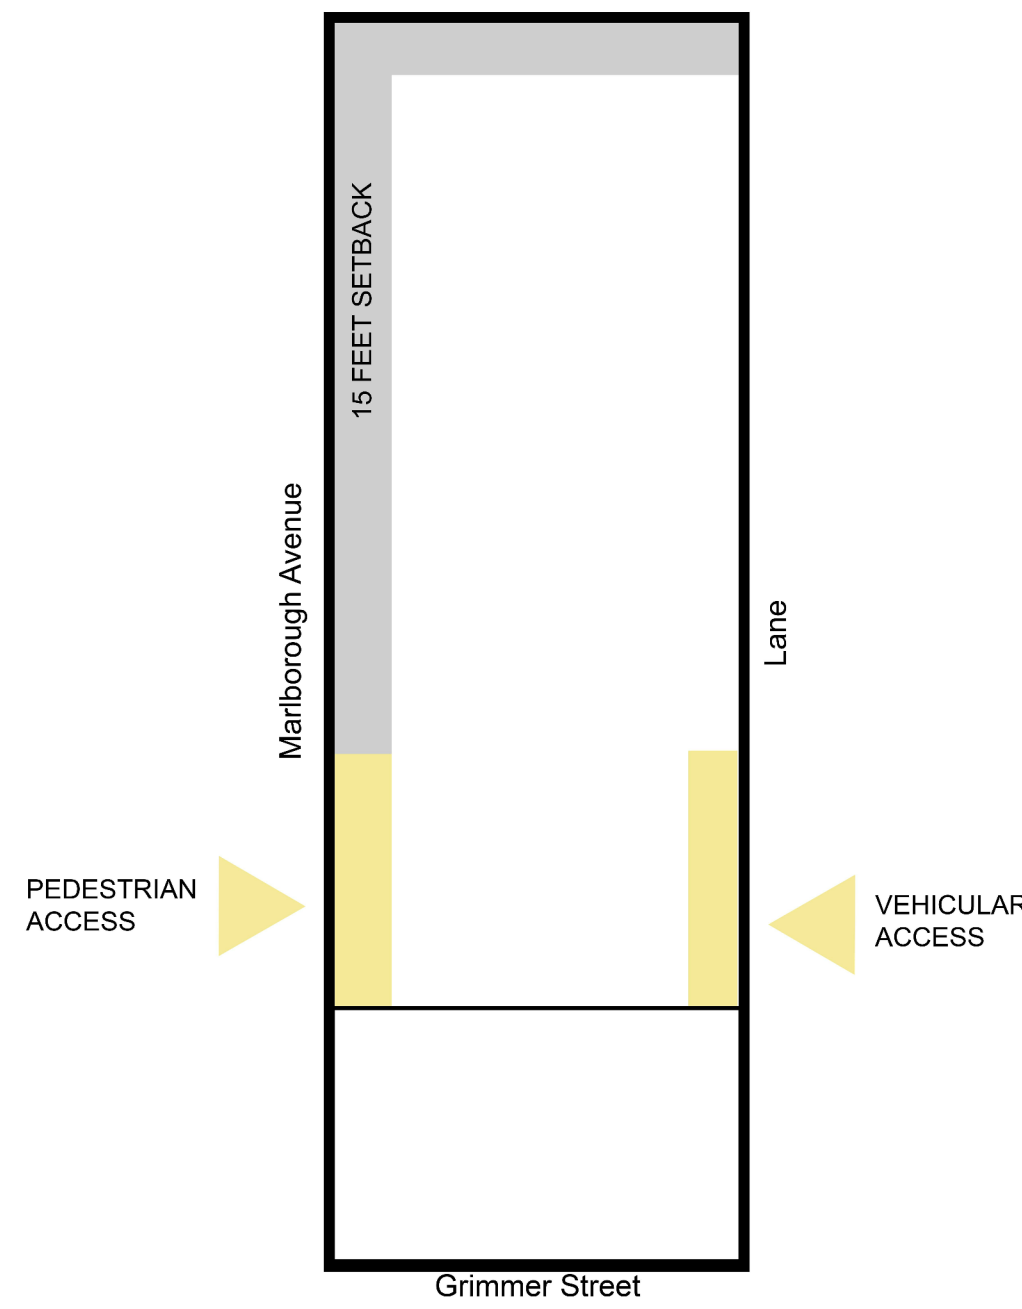 15 FEET SETBACK
Marlborough Avenue
Lane
PEDESTRIAN
ACCESS
VEHICULAR
ACCESS
Grimmer Street